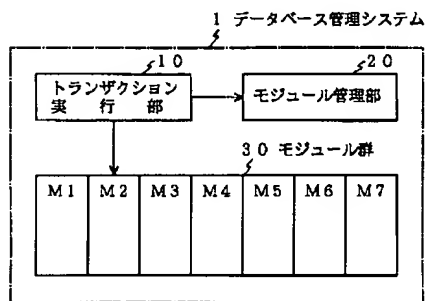 1 データベース管理システム
10
20
トランザクション
実行部
モジュール管理部
30 モジュール群
M1 M2 M3 M4 M5 M6 M7